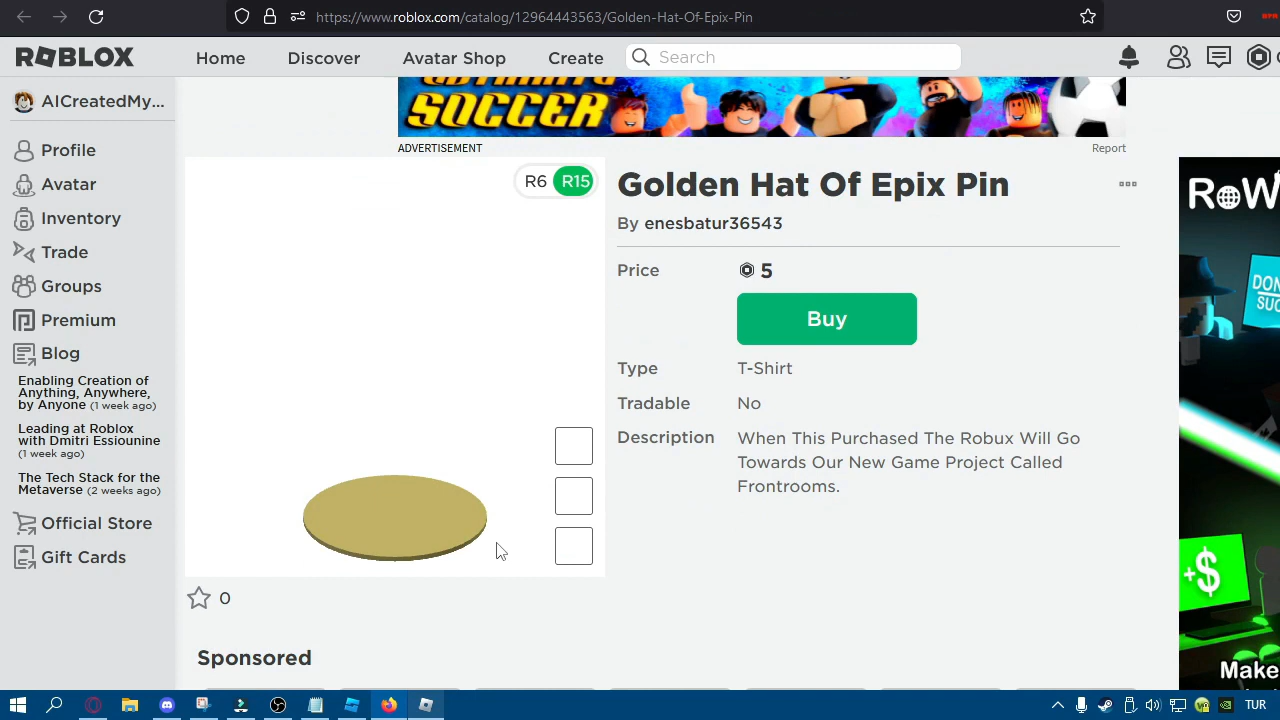 https://www.roblox.com/catalog/12964443563/Golden-Hat-Of-Epix-Pin
ROBLOX
Home
Discover
Avatar Shop
Create
Search
AICreatedMy...
Profile
Avatar
Inventory
Trade
Groups
Premium
Blog
Enabling Creation of
Anything, Anywhere,
by Anyone (1 week ago)
Leading at Roblox
with Dmitri Essiounine
(1 week ago)
The Tech Stack for the
Metaverse (2 weeks ago)
Official Store
Gift Cards
SOCCER
ADVERTISEMENT
Report
R6
R15
Golden Hat Of Epix Pin
By enesbatur36543
Price
5
Buy
Type
T-Shirt
Tradable
No
Description
When This Purchased The Robux Will Go
Towards Our New Game Project Called
Frontrooms.
0
Sponsored
+$
Make
TUR